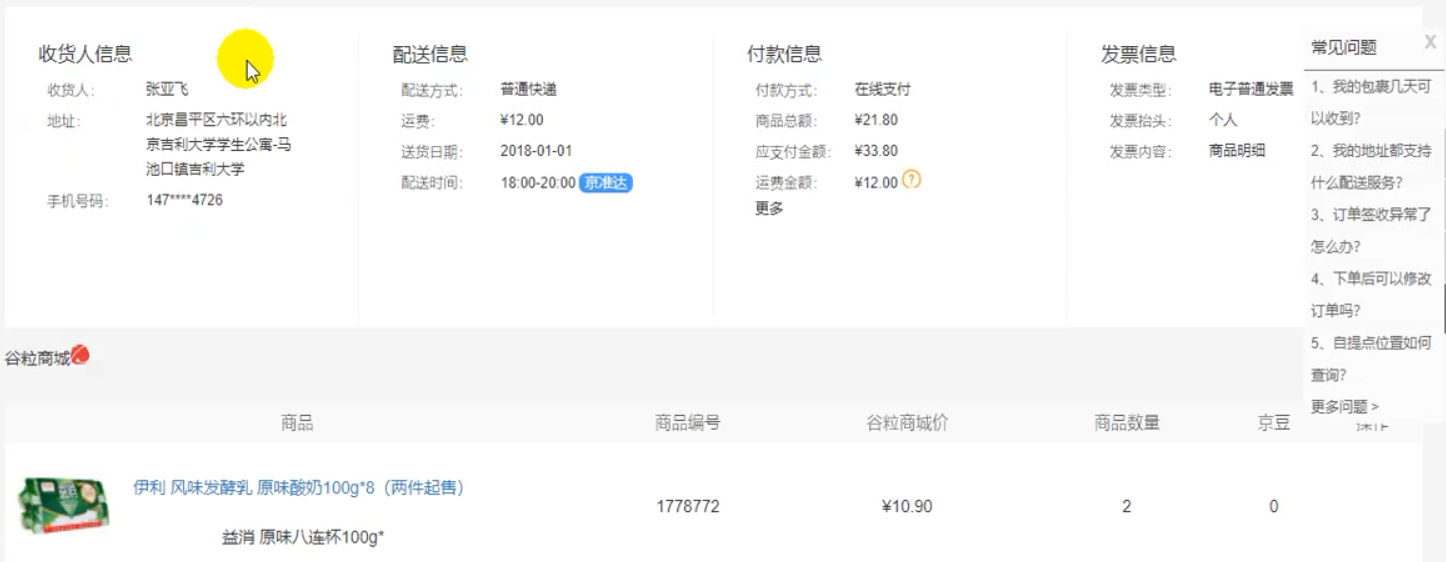 收货人信息
收货人： 张亚飞
地址： 北京昌平区六环以内北
京吉利大学学生公寓-马
池口镇吉利大学
手机号码： 147****4726
配送信息
配送方式： 普通快递
运费： ¥12.00
送货日期： 2018-01-01
配送时间： 18:00-20:00 京准达
付款信息
付款方式： 在线支付
商品总额： ¥21.80
应支付金额： ¥33.80
运费金额： ¥12.00 ?
更多
发票信息
发票类型： 电子普通发票
发票抬头： 个人
发票内容： 商品明细
常见问题 X
1、我的包裹几天可
以收到?
2、我的地址都支持
什么配送服务?
3、订单签收异常了
怎么办?
4、下单后可以修改
订单吗?
5、自提点位置如何
查询?
更多问题 >
谷粒商城
商品 商品编号 谷粒商城价 商品数量 京豆 操作
伊利 风味发酵乳 原味酸奶100g*8（两件起售）
益消 原味八连杯100g*
1778772 ¥10.90 2 0